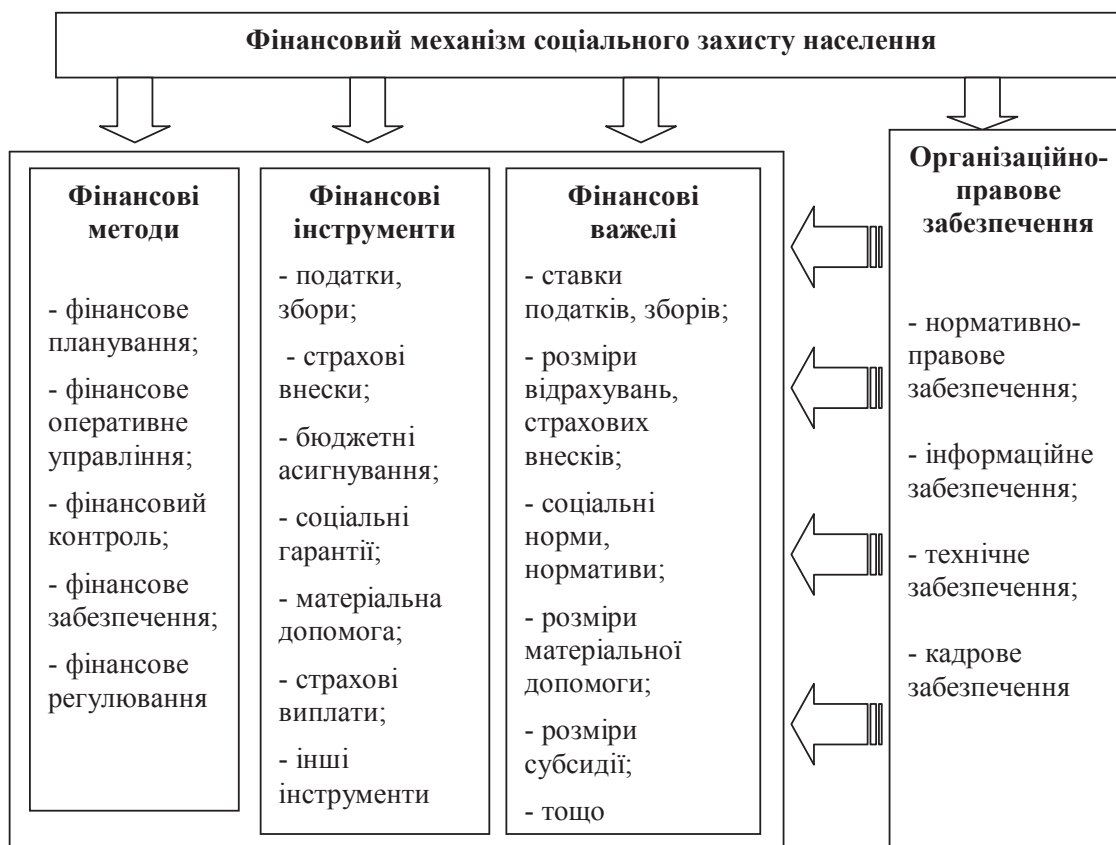 Фінансовий механізм соціального захисту населення
Фінансові
методи
- фінансове
планування;
- фінансове
оперативне
управління;
- фінансовий
контроль;
- фінансове
забезпечення;
- фінансове
регулювання
Фінансові
інструменти
- податки,
збори;
- страхові
внески;
- бюджетні
асигнування;
- соціальні
гарантії;
- матеріальна
допомога;
- страхові
виплати;
- інші
інструменти
Фінансові
важелі
- ставки
податків, зборів;
- розміри
відрахувань,
страхових
внесків;
- соціальні
норми,
нормативи;
- розміри
матеріальної
допомоги;
- розміри
субсидії;
- тощо
Організаційно-
правове
забезпечення
- нормативно-
правове
забезпечення;
- інформаційне
забезпечення;
- технічне
забезпечення;
- кадрове
забезпечення